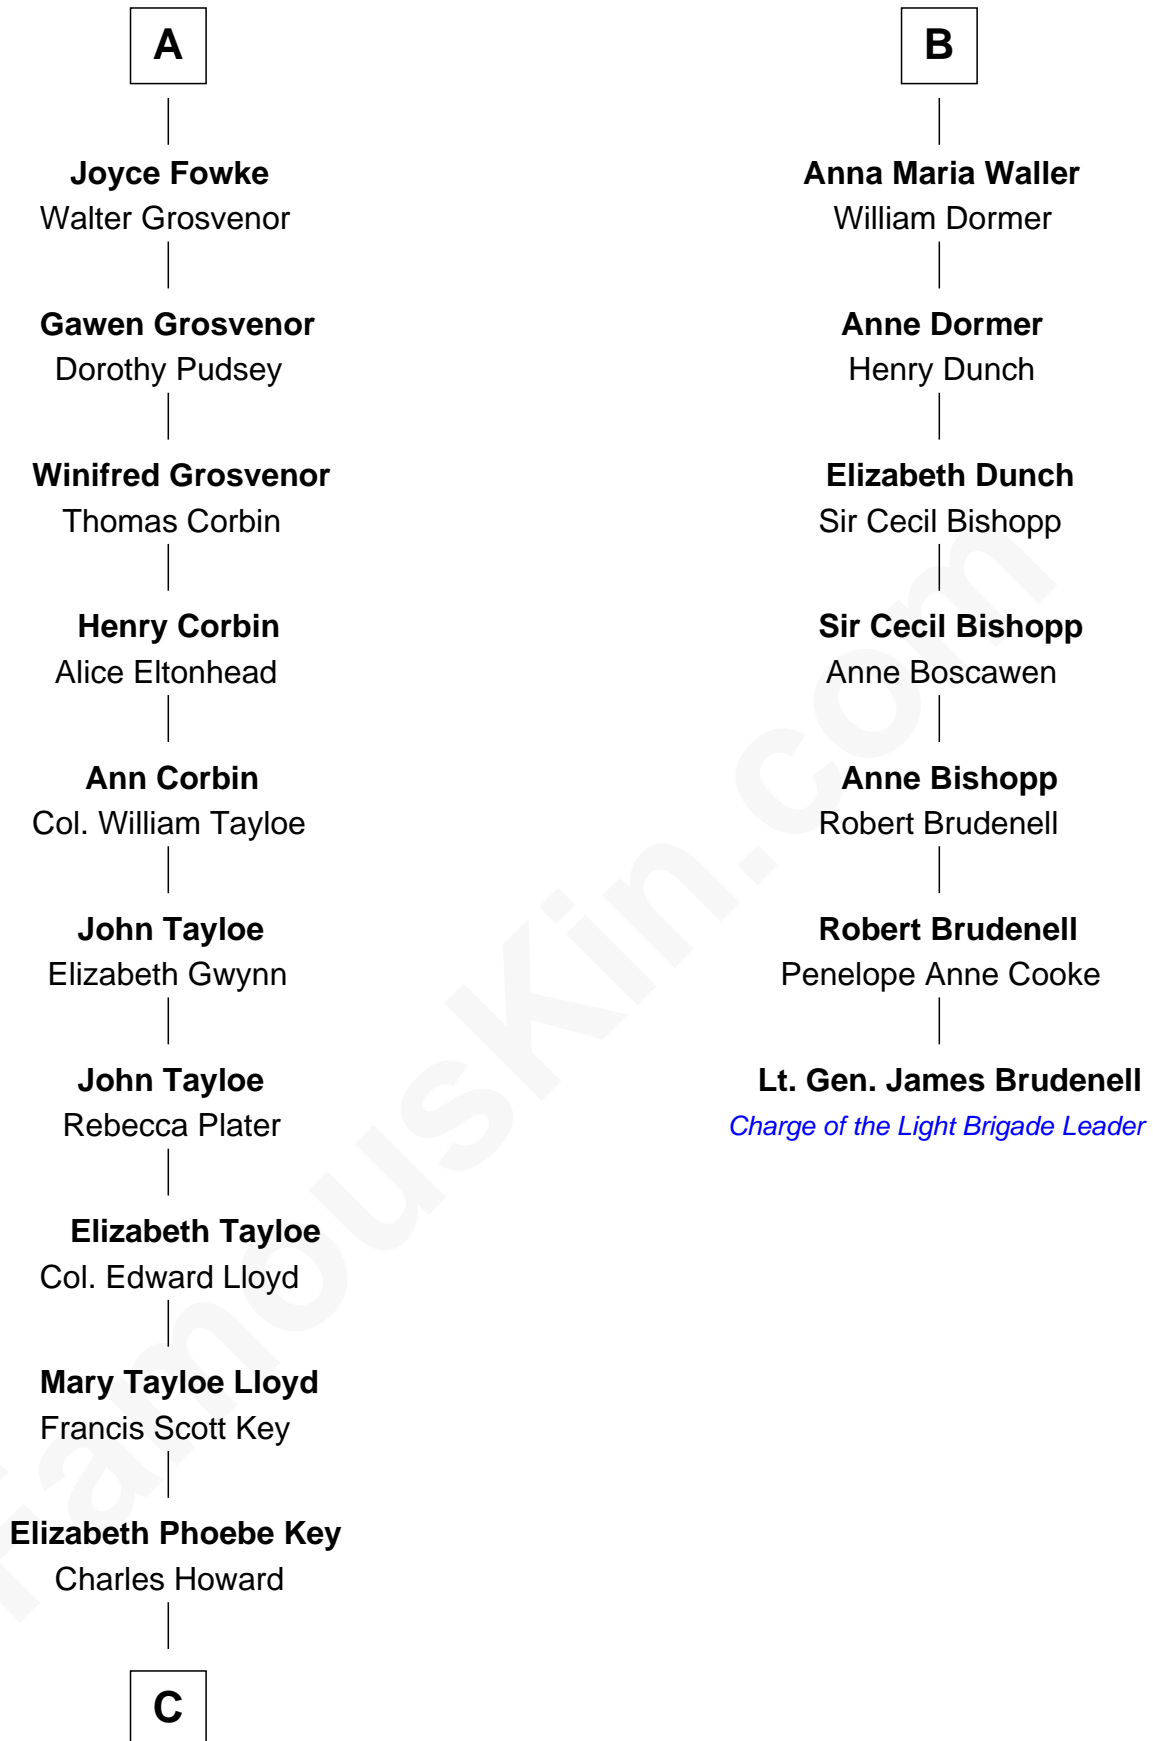 A
Joyce Fowke
Walter Grosvenor
Gawen Grosvenor
Dorothy Pudsey
Winifred Grosvenor
Thomas Corbin
Henry Corbin
Alice Eltonhead
Ann Corbin
Col. William Tayloe
John Tayloe
Elizabeth Gwynn
John Tayloe
Rebecca Plater
Elizabeth Tayloe
Col. Edward Lloyd
Mary Tayloe Lloyd
Francis Scott Key
Elizabeth Phoebe Key
Charles Howard
C
B
Anna Maria Waller
William Dormer
Anne Dormer
Henry Dunch
Elizabeth Dunch
Sir Cecil Bishopp
Sir Cecil Bishopp
Anne Boscawen
Anne Bishopp
Robert Brudenell
Robert Brudenell
Penelope Anne Cooke
Lt. Gen. James Brudenell
Charge of the Light Brigade Leader
FamousKin.com